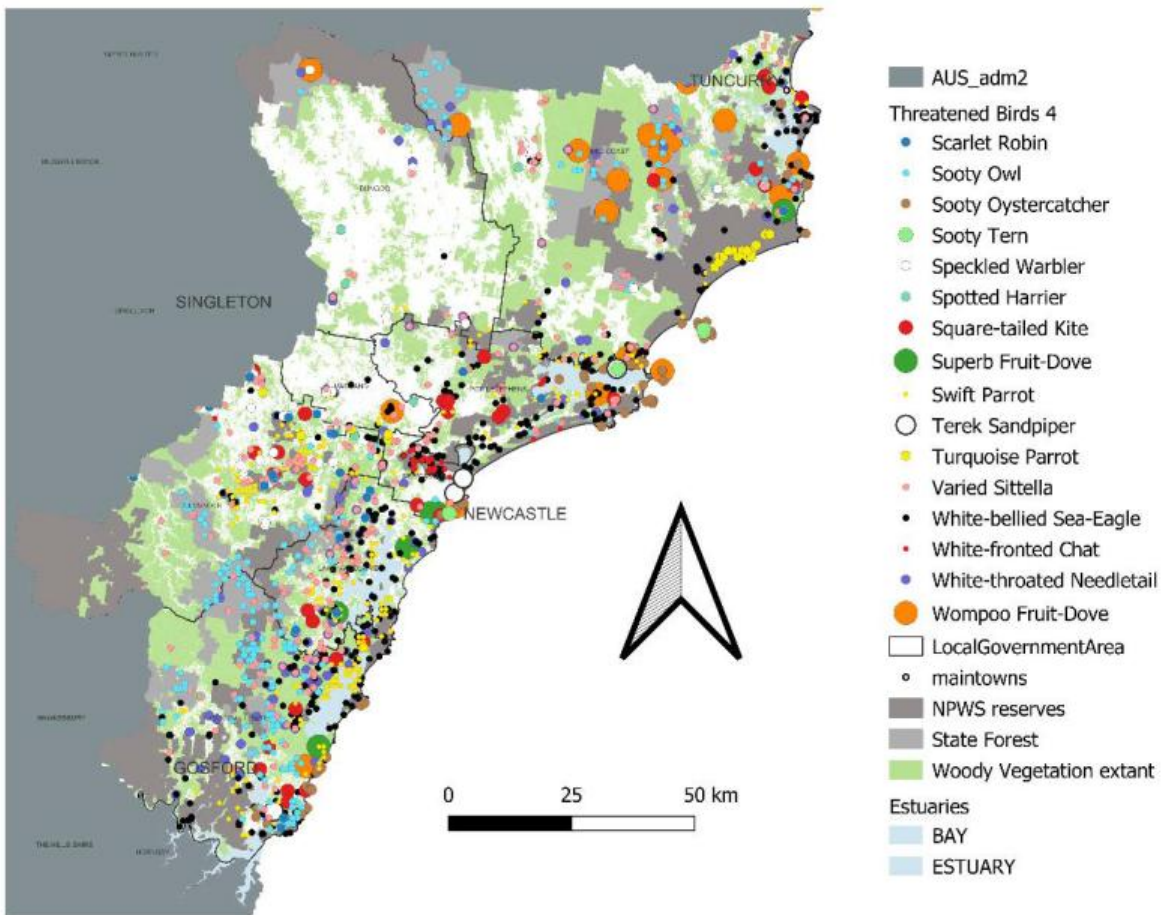 TUNCURRY
SINGLETON
NEWCASTLE
GOSFORD
DUNGOG
CESSNOCK
0 25 50 km
AUS_adm2
Threatened Birds 4
Scarlet Robin
Sooty Owl
Sooty Oystercatcher
Sooty Tern
Speckled Warbler
Spotted Harrier
Square-tailed Kite
Superb Fruit-Dove
Swift Parrot
Terek Sandpiper
Turquoise Parrot
Varied Sittella
White-bellied Sea-Eagle
White-fronted Chat
White-throated Needletail
Wompoo Fruit-Dove
LocalGovernmentArea
maintowns
NPWS reserves
State Forest
Woody Vegetation extant
Estuaries
BAY
ESTUARY